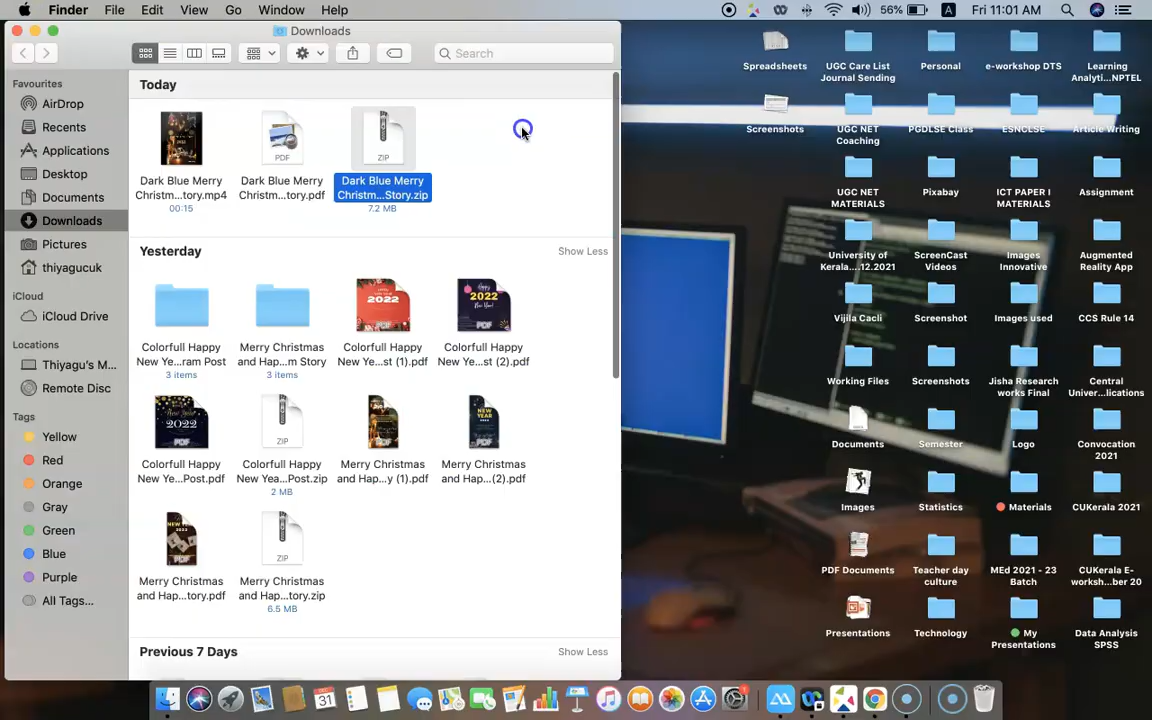 Finder File Edit View Go Window Help
56% A Fri 11:01 AM
Downloads
Search
Favourites
AirDrop
Recents
Applications
Desktop
Documents
Downloads
Pictures
thiyagucuk
iCloud
iCloud Drive
Locations
Thiyagu's M...
Remote Disc
Tags
Yellow
Red
Orange
Gray
Green
Blue
Purple
All Tags...
Today
Dark Blue Merry
Christm...tory.mp4
00:15
Dark Blue Merry
Christm...tory.pdf
PDF
ZIP
Dark Blue Merry
Christm...Story.zip
7.2 MB
Yesterday Show Less
Colorfull Happy
New Ye...ram Post
3 items
Merry Christmas
and Hap...m Story
3 items
2022
PDF
Colorfull Happy
New Ye...st (1).pdf
2022
PDF
Colorfull Happy
New Ye...st (2).pdf
2022
PDF
Colorfull Happy
New Ye...Post.pdf
ZIP
Colorfull Happy
New Yea...Post.zip
2 MB
PDF
Merry Christmas
and Hap...y (1).pdf
NEW
YEAR
PDF
Merry Christmas
and Hap...(2).pdf
PDF
Merry Christmas
and Hap...tory.pdf
ZIP
Merry Christmas
and Hap...tory.zip
6.5 MB
Previous 7 Days Show Less
Spreadsheets
UGC Care List
Journal Sending
Personal
e-workshop DTS
Learning
Analyti...NPTEL
Screenshots
UGC NET
Coaching
PGDLSE Class
ESNCLSE
Article Writing
UGC NET
MATERIALS
Pixabay
ICT PAPER I
MATERIALS
Assignment
University of
Kerala....12.2021
ScreenCast
Videos
Images
Innovative
Augmented
Reality App
Vijila Cacli
Screenshot
Images used
CCS Rule 14
Working Files
Screenshots
Jisha Research
works Final
Central
Univer...lications
Documents
Semester
Logo
Convocation
2021
Images
Statistics
Materials
CUKerala 2021
PDF Documents
Teacher day
culture
MEd 2021 - 23
Batch
CUKerala E-
worksh...ber 20
Presentations
Technology
My
Presentations
Data Analysis
SPSS
31